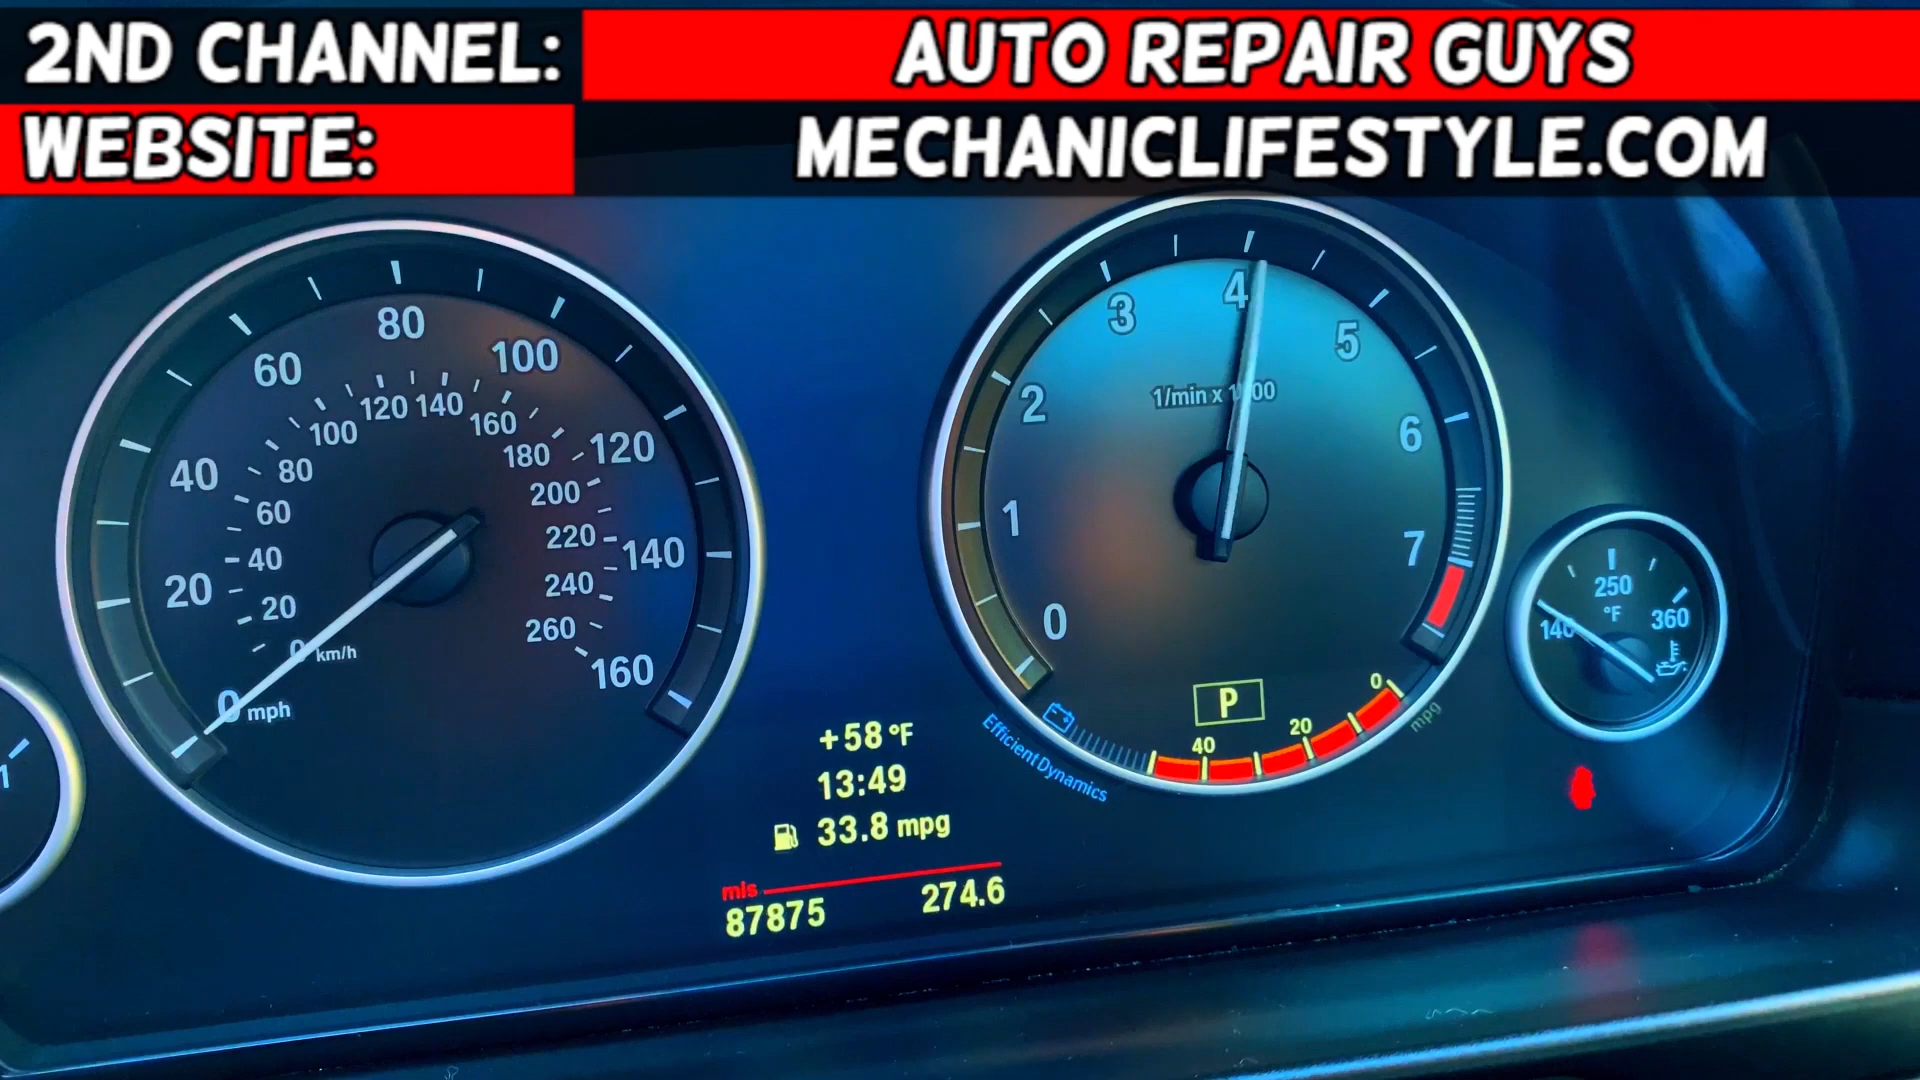 2ND CHANNEL: AUTO REPAIR GUYS
WEBSITE: MECHANICLIFESTYLE.COM
0 20 40 60 80 100 120 140 160
mph
0 20 40 60 80 100 120 140 160 180 200 220 240 260
km/h
0 1 2 3 4 5 6 7
P
40 20 0
mpg
EfficientDynamics
140 250 360
°F
1
+58 °F
13:49
33.8 mpg
mls
87875 274.6